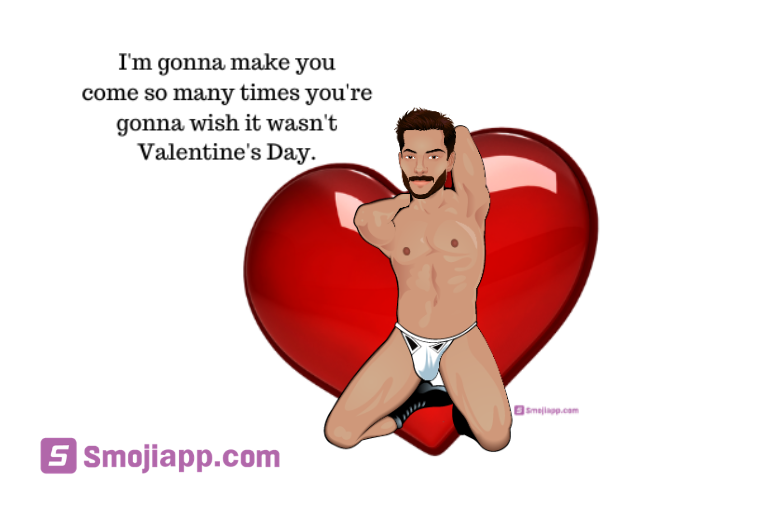 I'm gonna make you
come so many times you're
gonna wish it wasn't
Valentine's Day.
S Smojiapp.com
S Smojiapp.com